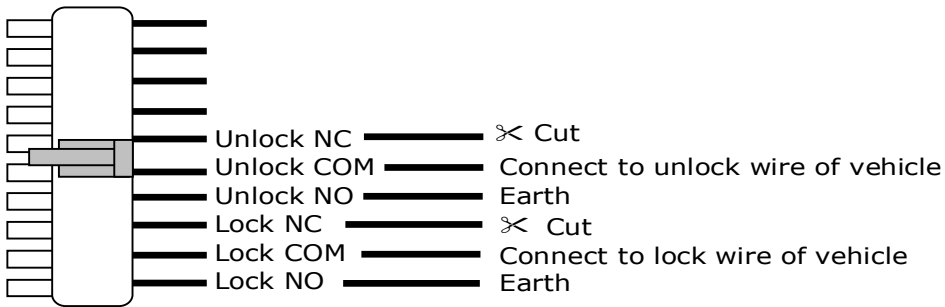 Unlock NC ✂ Cut
Unlock COM Connect to unlock wire of vehicle
Unlock NO Earth
Lock NC ✂ Cut
Lock COM Connect to lock wire of vehicle
Lock NO Earth